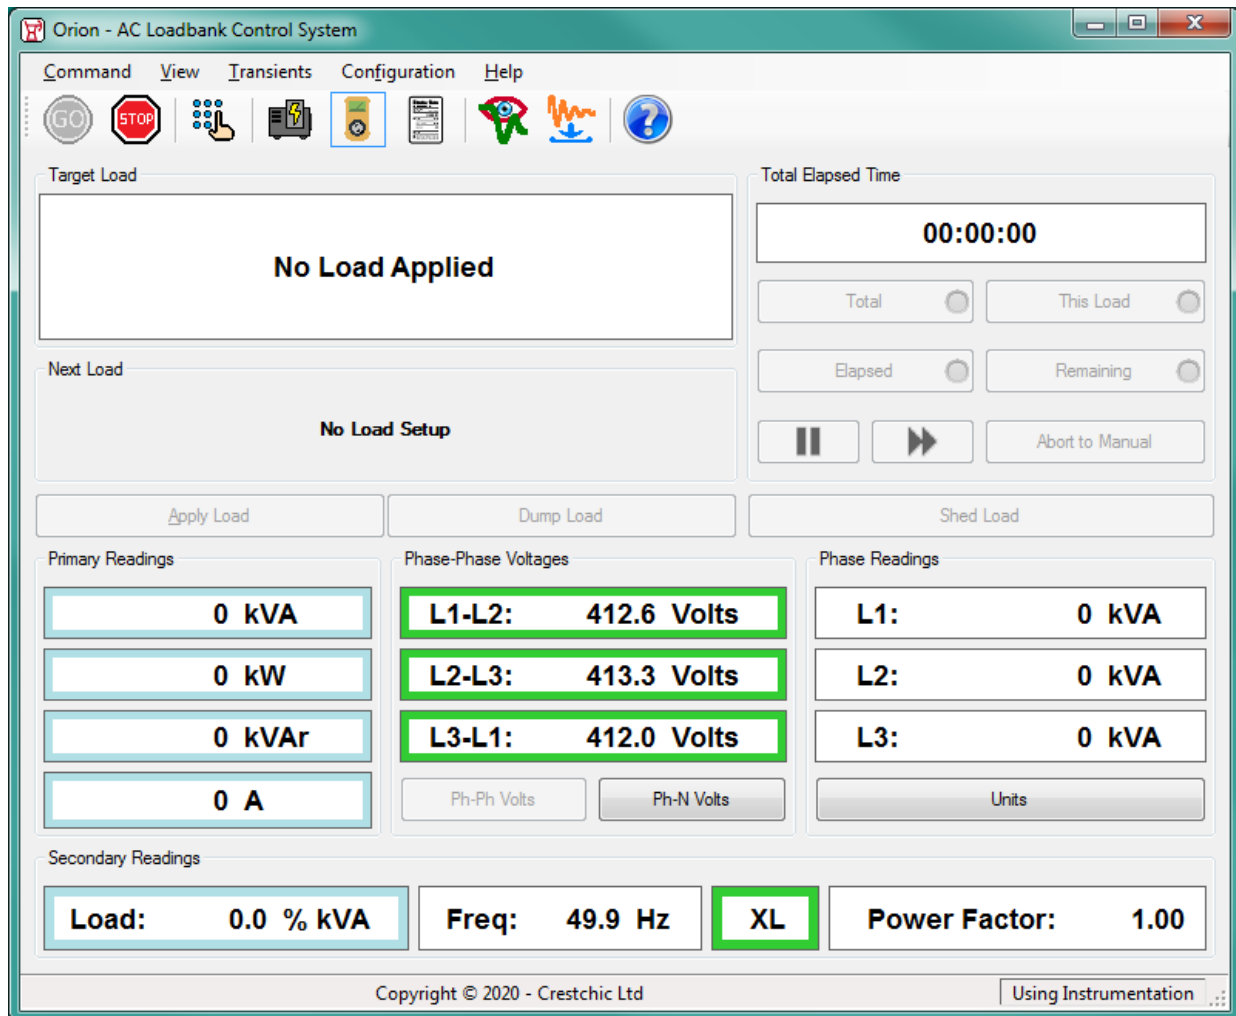 Orion - AC Loadbank Control System
Command View Transients Configuration Help
GO STOP ?
Target Load
No Load Applied
Total Elapsed Time
00:00:00
Total This Load
Elapsed Remaining
Abort to Manual
Next Load
No Load Setup
Apply Load Dump Load Shed Load
Primary Readings
0 kVA
0 kW
0 kVAr
0 A
Phase-Phase Voltages
L1-L2: 412.6 Volts
L2-L3: 413.3 Volts
L3-L1: 412.0 Volts
Ph-Ph Volts Ph-N Volts
Phase Readings
L1: 0 kVA
L2: 0 kVA
L3: 0 kVA
Units
Secondary Readings
Load: 0.0 % kVA Freq: 49.9 Hz XL Power Factor: 1.00
Copyright © 2020 - Crestchic Ltd Using Instrumentation